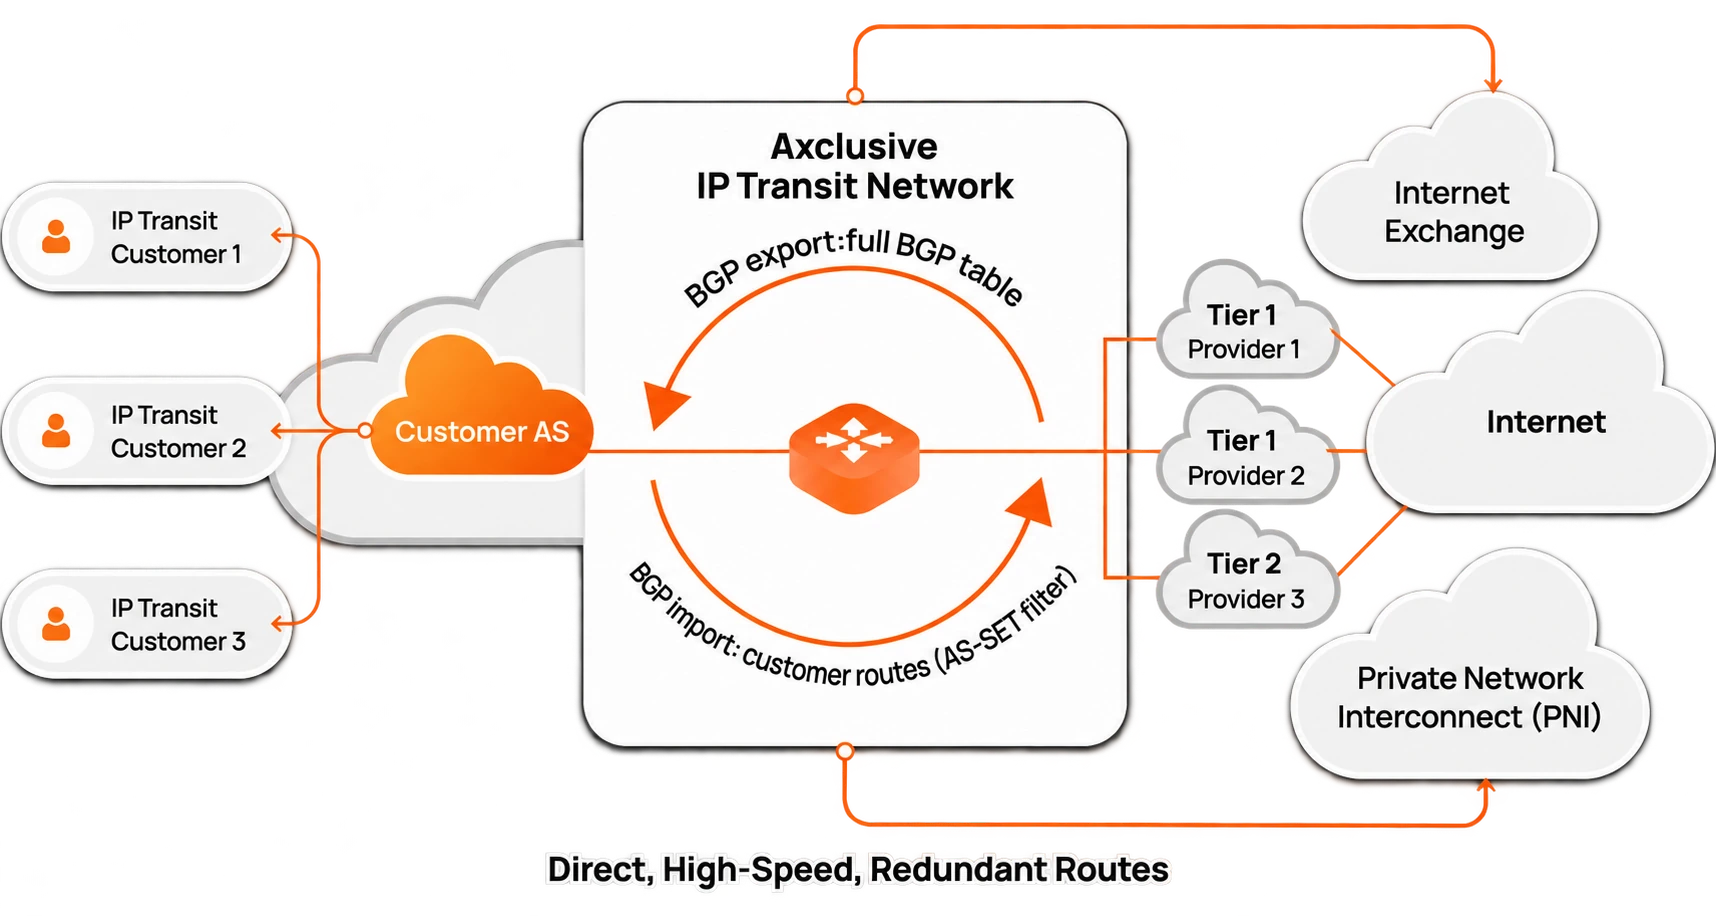 Axclusive
IP Transit Network
BGP export:full BGP table
BGP import: customer routes (AS-SET filter)
IP Transit
Customer 1
IP Transit
Customer 2
IP Transit
Customer 3
Customer AS
Tier 1
Provider 1
Tier 1
Provider 2
Tier 2
Provider 3
Internet
Exchange
Internet
Private Network
Interconnect (PNI)
Direct, High-Speed, Redundant Routes